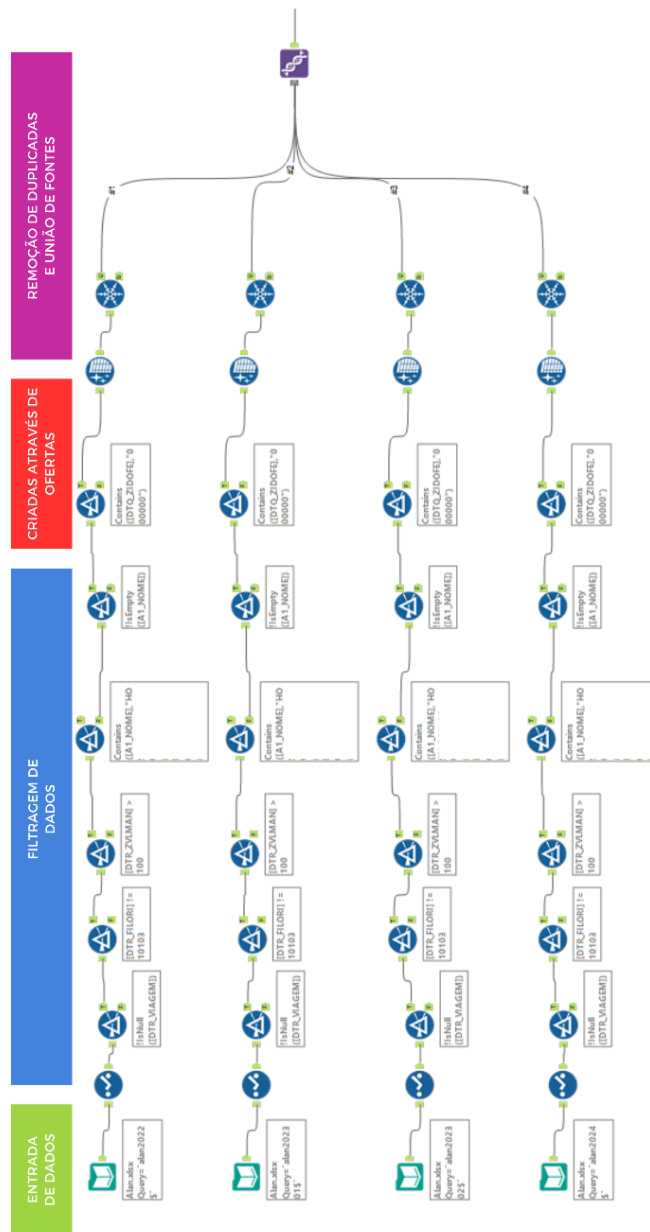 ENTRADA
DE DADOS
FILTRAGEM DE
DADOS
CRIADAS ATRAVÉS DE
OFERTAS
REMOÇÃO DE DUPLICADAS
E UNIÃO DE FONTES
Alan.xlsx
Query=`alan2022
$`
!IsNull
([DTR_VIAGEM])
[DTR_FILORI] !=
10103
[DTR_ZVLMAN] >
100
Contains
([A1_NOME],"HO
!IsEmpty
([A1_NOME])
Contains
([DTQ_ZIDOFE],"0
00000")
#1
Alan.xlsx
Query=`alan2023
01$`
!IsNull
([DTR_VIAGEM])
[DTR_FILORI] !=
10103
[DTR_ZVLMAN] >
100
Contains
([A1_NOME],"HO
!IsEmpty
([A1_NOME])
Contains
([DTQ_ZIDOFE],"0
00000")
#2
Alan.xlsx
Query=`alan2023
02$`
!IsNull
([DTR_VIAGEM])
[DTR_FILORI] !=
10103
[DTR_ZVLMAN] >
100
Contains
([A1_NOME],"HO
!IsEmpty
([A1_NOME])
Contains
([DTQ_ZIDOFE],"0
00000")
#3
Alan.xlsx
Query=`alan2024
$`
!IsNull
([DTR_VIAGEM])
[DTR_FILORI] !=
10103
[DTR_ZVLMAN] >
100
Contains
([A1_NOME],"HO
!IsEmpty
([A1_NOME])
Contains
([DTQ_ZIDOFE],"0
00000")
#4